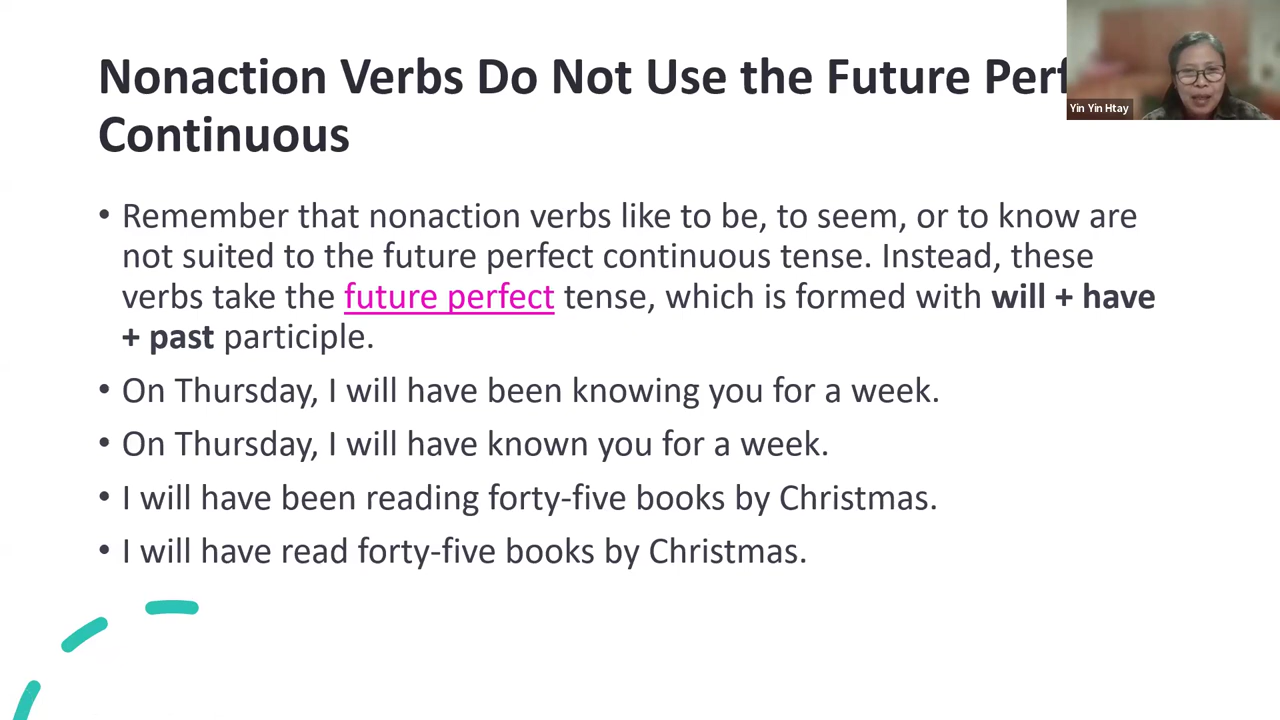 Nonaction Verbs Do Not Use the Future Perf
Continuous
Yin Yin Htay
• Remember that nonaction verbs like to be, to seem, or to know are
not suited to the future perfect continuous tense. Instead, these
verbs take the future perfect tense, which is formed with will + have
+ past participle.
• On Thursday, I will have been knowing you for a week.
• On Thursday, I will have known you for a week.
• I will have been reading forty-five books by Christmas.
• I will have read forty-five books by Christmas.